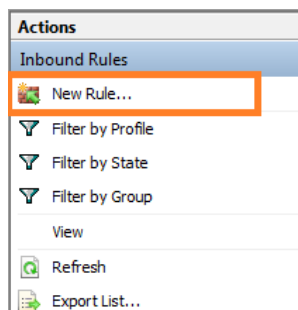 Actions
Inbound Rules
New Rule...
Filter by Profile
Filter by State
Filter by Group
View
Refresh
Export List...